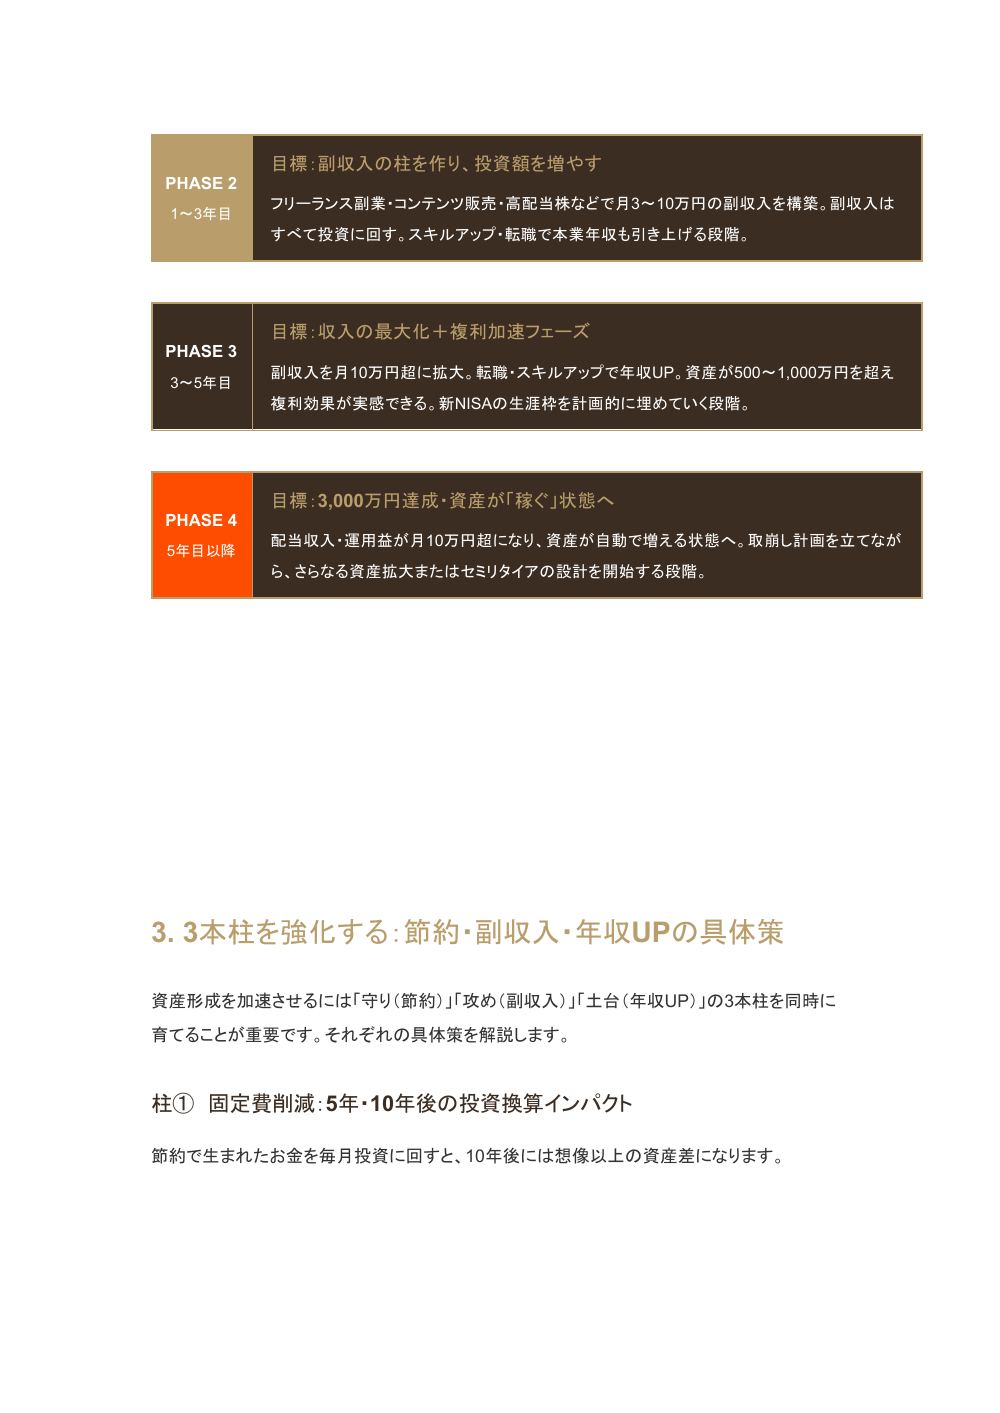 PHASE 2
1〜3年目
目標：副収入の柱を作り、投資額を増やす
フリーランス副業・コンテンツ販売・高配当株などで月3〜10万円の副収入を構築。副収入は
すべて投資に回す。スキルアップ・転職で本業年収も引き上げる段階。
PHASE 3
3〜5年目
目標：収入の最大化＋複利加速フェーズ
副収入を月10万円超に拡大。転職・スキルアップで年収UP。資産が500〜1,000万円を超え
複利効果が実感できる。新NISAの生涯枠を計画的に埋めていく段階。
PHASE 4
5年目以降
目標：3,000万円達成・資産が「稼ぐ」状態へ
配当収入・運用益が月10万円超になり、資産が自動で増える状態へ。取崩し計画を立てなが
ら、さらなる資産拡大またはセミリタイアの設計を開始する段階。
3. 3本柱を強化する：節約・副収入・年収UPの具体策
資産形成を加速させるには「守り（節約）」「攻め（副収入）」「土台（年収UP）」の3本柱を同時に
育てることが重要です。それぞれの具体策を解説します。
柱①　固定費削減：5年・10年後の投資換算インパクト
節約で生まれたお金を毎月投資に回すと、10年後には想像以上の資産差になります。